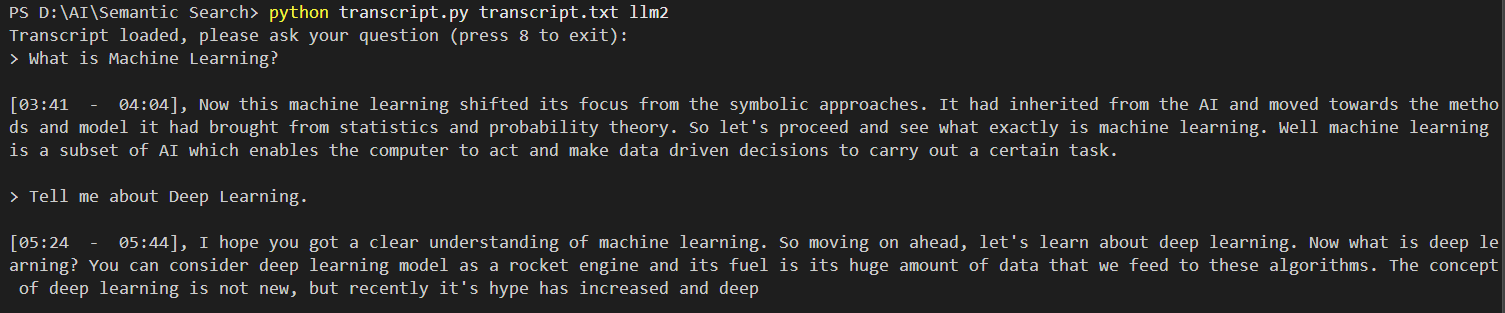 PS D:\AI\Semantic Search> python transcript.py transcript.txt llm2
Transcript loaded, please ask your question (press 8 to exit):
> What is Machine Learning?
[03:41  -  04:04], Now this machine learning shifted its focus from the symbolic approaches. It had inherited from the AI and moved towards the metho
ds and model it had brought from statistics and probability theory. So let's proceed and see what exactly is machine learning. Well machine learning
is a subset of AI which enables the computer to act and make data driven decisions to carry out a certain task.
> Tell me about Deep Learning.
[05:24  -  05:44], I hope you got a clear understanding of machine learning. So moving on ahead, let's learn about deep learning. Now what is deep le
arning? You can consider deep learning model as a rocket engine and its fuel is its huge amount of data that we feed to these algorithms. The concept
 of deep learning is not new, but recently it's hype has increased and deep